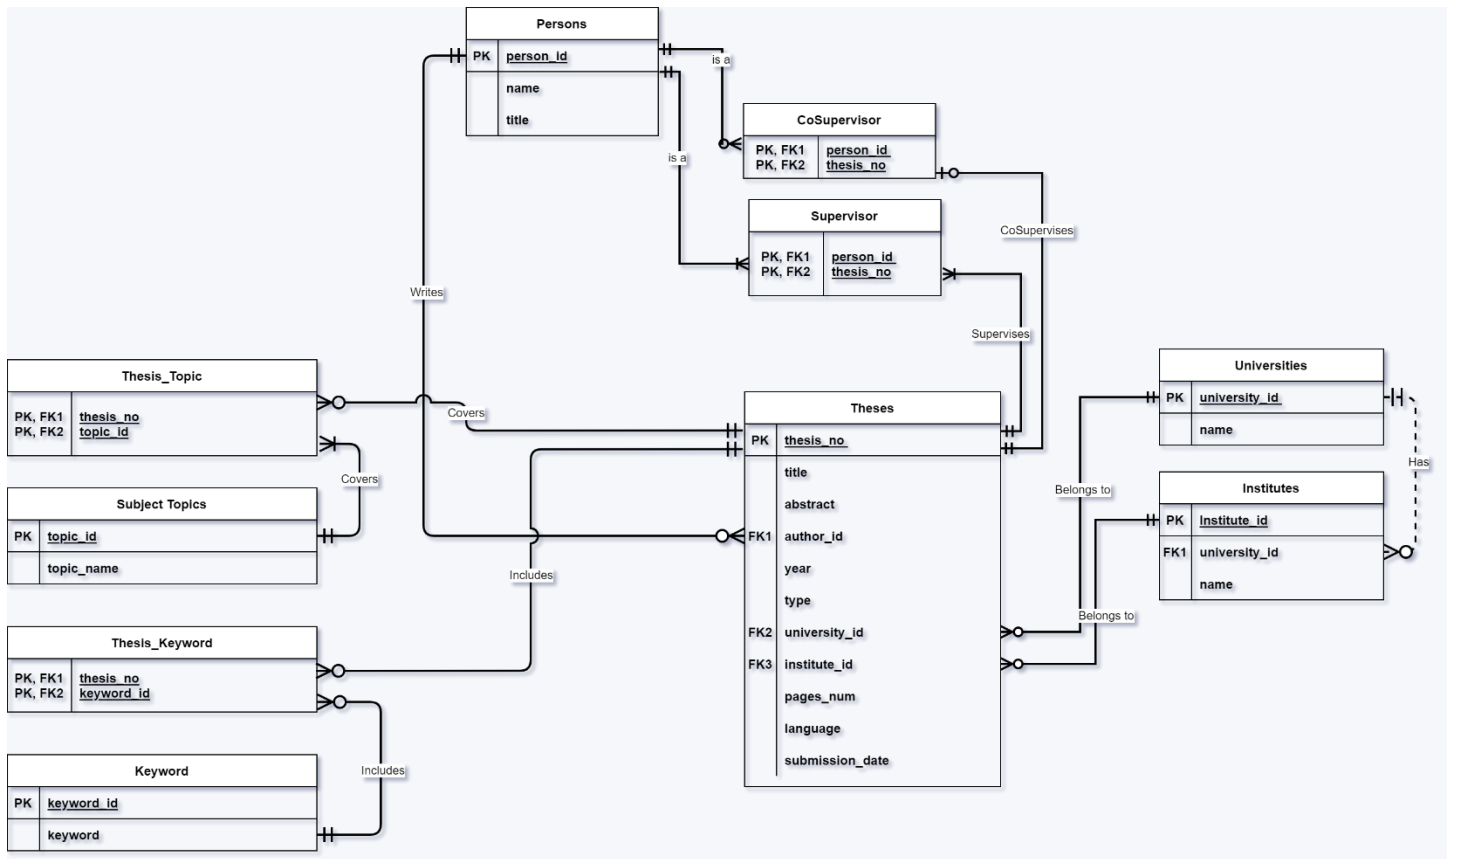 Persons
PK person_id
name
title
is a
is a
CoSupervisor
PK, FK1 person_id
PK, FK2 thesis_no
Supervisor
PK, FK1 person_id
PK, FK2 thesis_no
CoSupervises
Supervises
Writes
Thesis_Topic
PK, FK1 thesis_no
PK, FK2 topic_id
Covers
Covers
Subject Topics
PK topic_id
topic_name
Includes
Thesis_Keyword
PK, FK1 thesis_no
PK, FK2 keyword_id
Includes
Keyword
PK keyword_id
keyword
Theses
PK thesis_no
title
abstract
FK1 author_id
year
type
FK2 university_id
FK3 institute_id
pages_num
language
submission_date
Belongs to
Belongs to
Universities
PK university_id
name
Has
Institutes
PK Institute_id
FK1 university_id
name